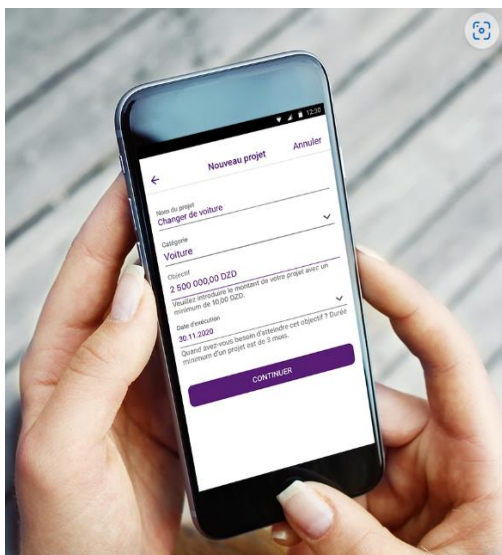 12:30
Nouveau projet Annuler
Nom du projet
Changer de voiture
Catégorie
Voiture
Objectif
2 500 000,00 DZD
Veuillez introduire le montant de votre projet avec un
minimum de 10,00 DZD.
Date d'exécution
30.11.2020
Quand avez-vous besoin d'atteindre cet objectif ? Durée
minimum d'un projet est de 3 mois.
CONTINUER